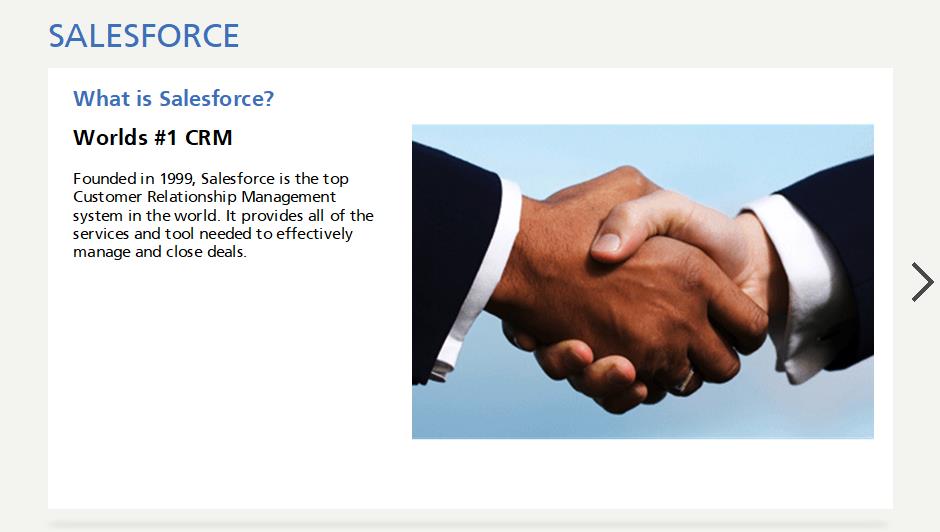 SALESFORCE
What is Salesforce?
Worlds #1 CRM
Founded in 1999, Salesforce is the top
Customer Relationship Management
system in the world. It provides all of the
services and tool needed to effectively
manage and close deals.